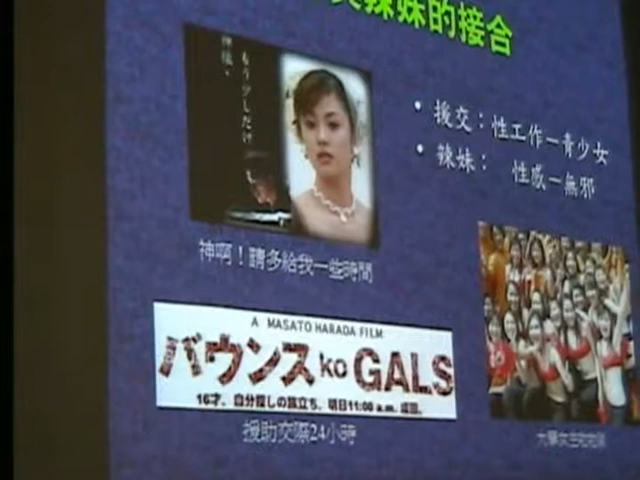 辣妹的接合
神様、
もう少しだけ
• 援交：性工作－青少女
• 辣妹： 性感－無邪
神啊！請多給我一些時間
A MASATO HARADA FILM
バウンス ko GALS
16才、自分探しの旅立ち、明日11:00 a.m. 成田。
援助交際24小時